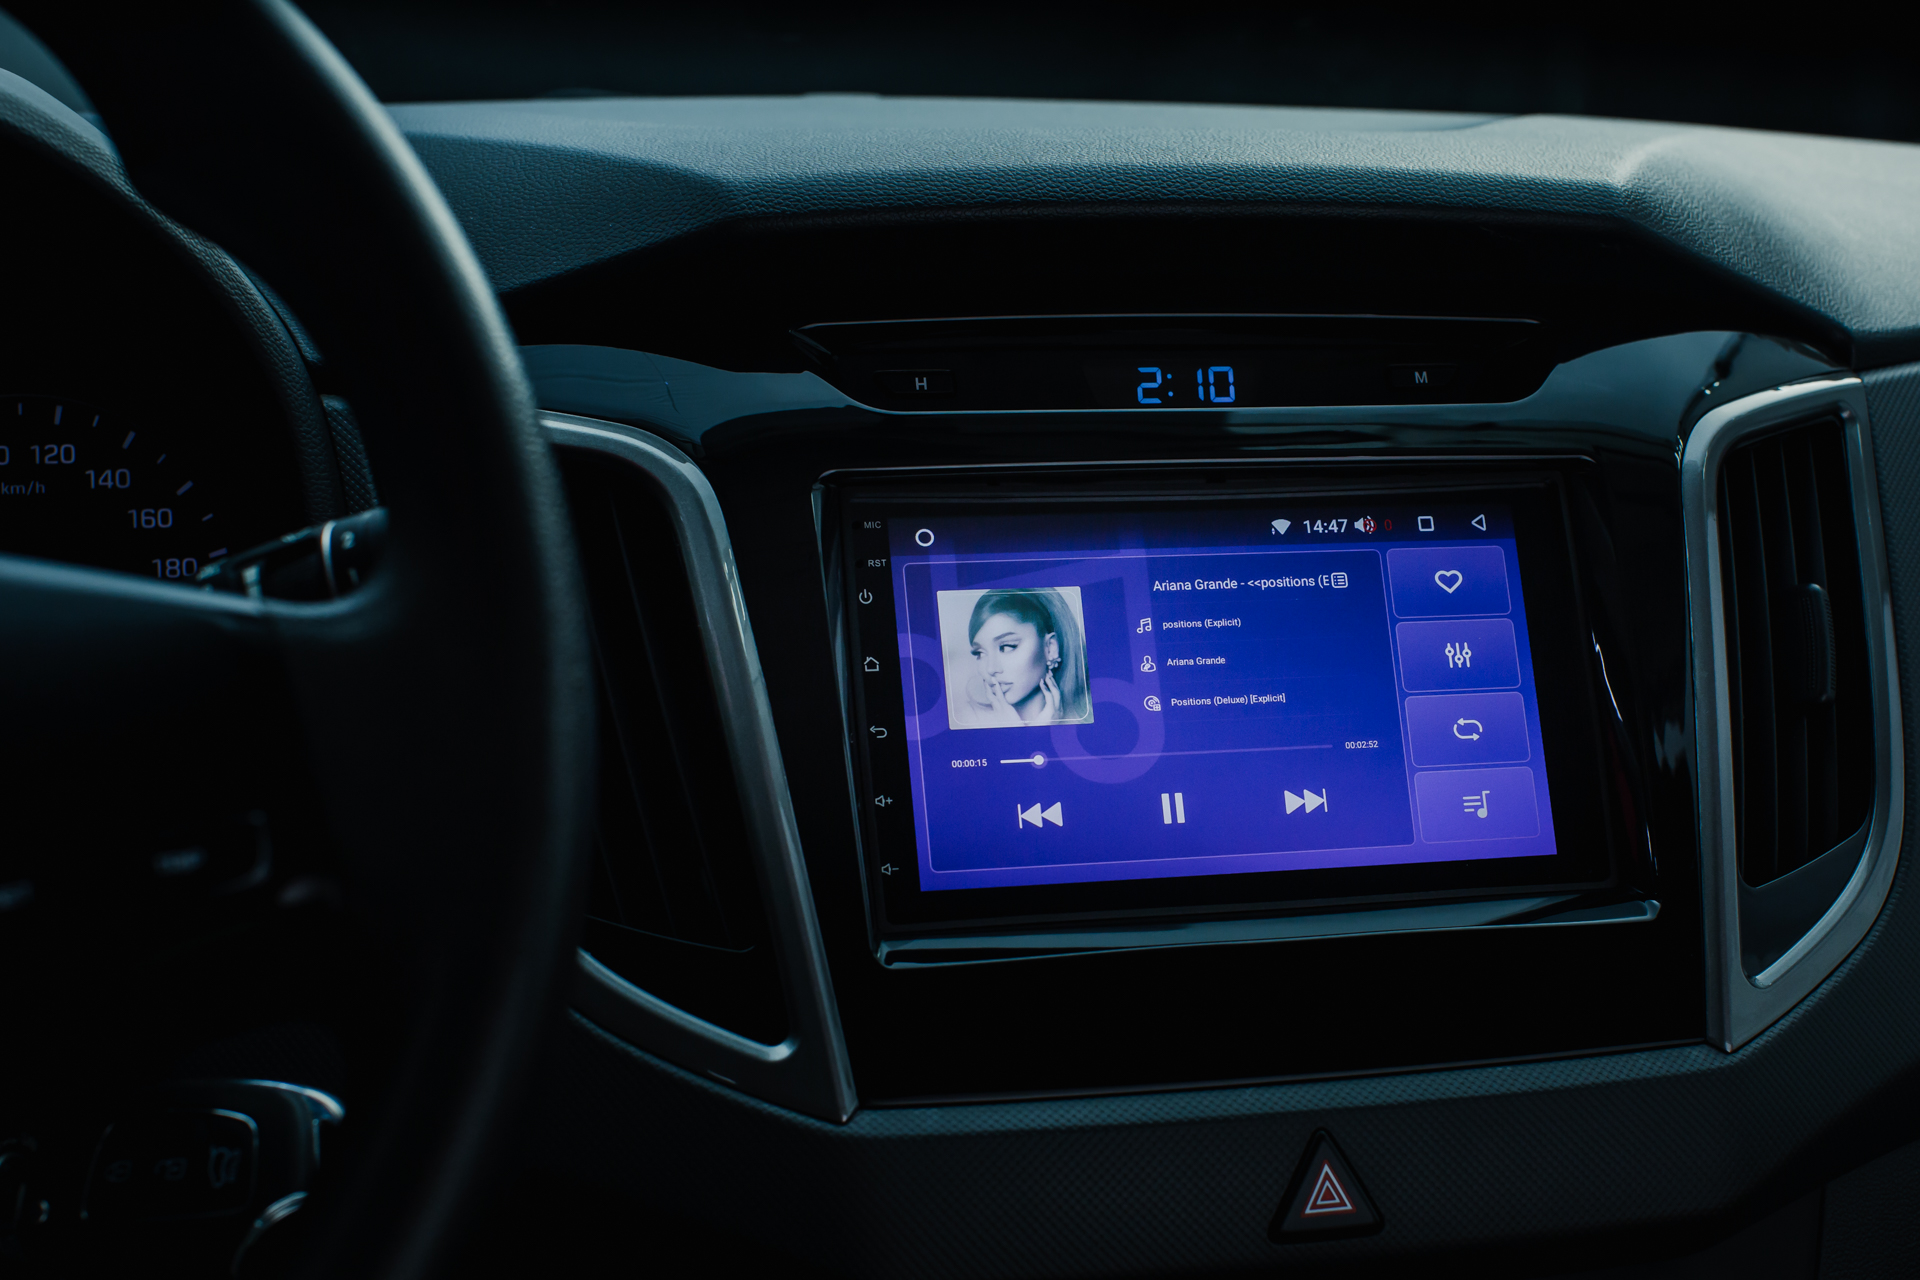 H
2:10
M
120
140
km/h
160
180
MIC
RST
14:47
0
Ariana Grande - <<positions (E
positions (Explicit)
Ariana Grande
Positions (Deluxe) [Explicit]
00:00:15
00:02:52